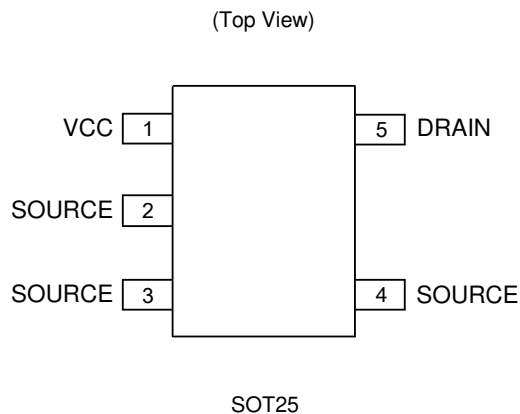 (Top View)
VCC 1
5 DRAIN
SOURCE 2
SOURCE 3
4 SOURCE
SOT25